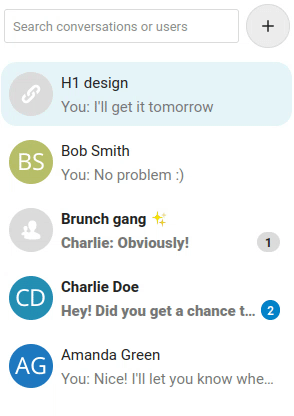 Search conversations or users
+
H1 design
You: I'll get it tomorrow
BS
Bob Smith
You: No problem :)
Brunch gang ✨
Charlie: Obviously!
1
CD
Charlie Doe
Hey! Did you get a chance t...
2
AG
Amanda Green
You: Nice! I'll let you know whe...